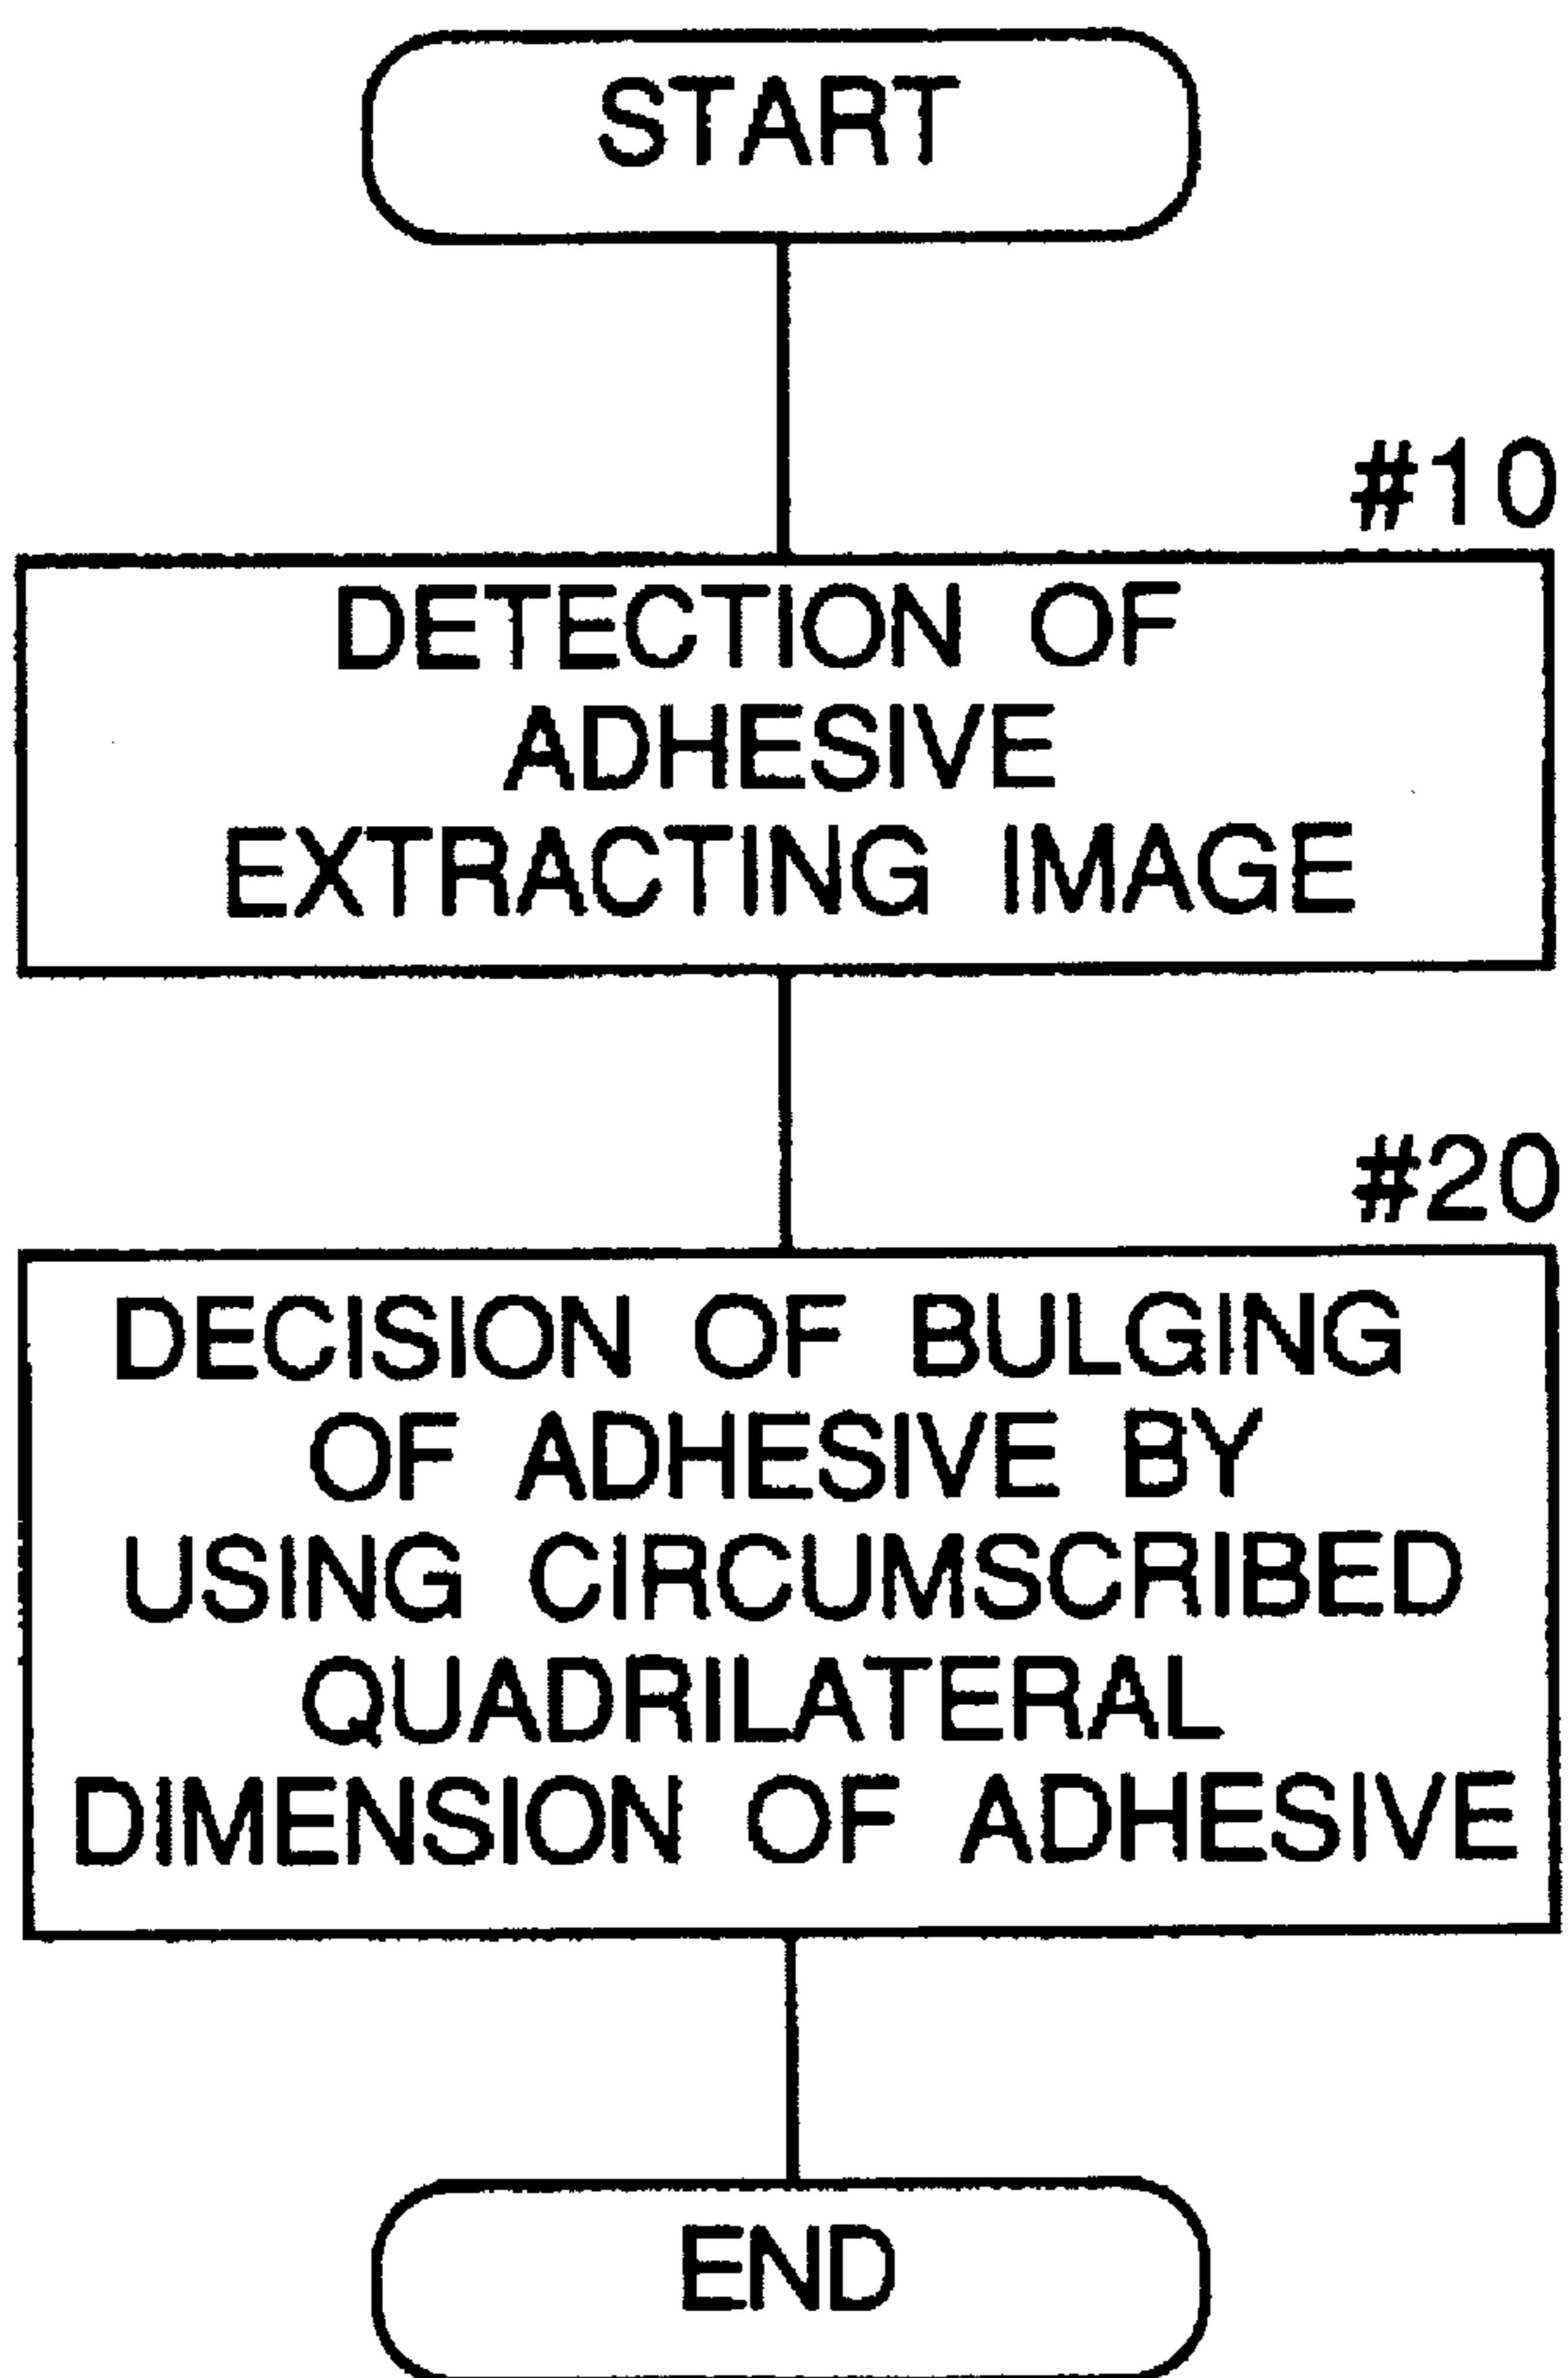 START
#10
DETECTION OF
ADHESIVE
EXTRACTING IMAGE
#20
DECISION OF BULGING
OF ADHESIVE BY
USING CIRCUMSCRIBED
QUADRILATERAL
DIMENSION OF ADHESIVE
END